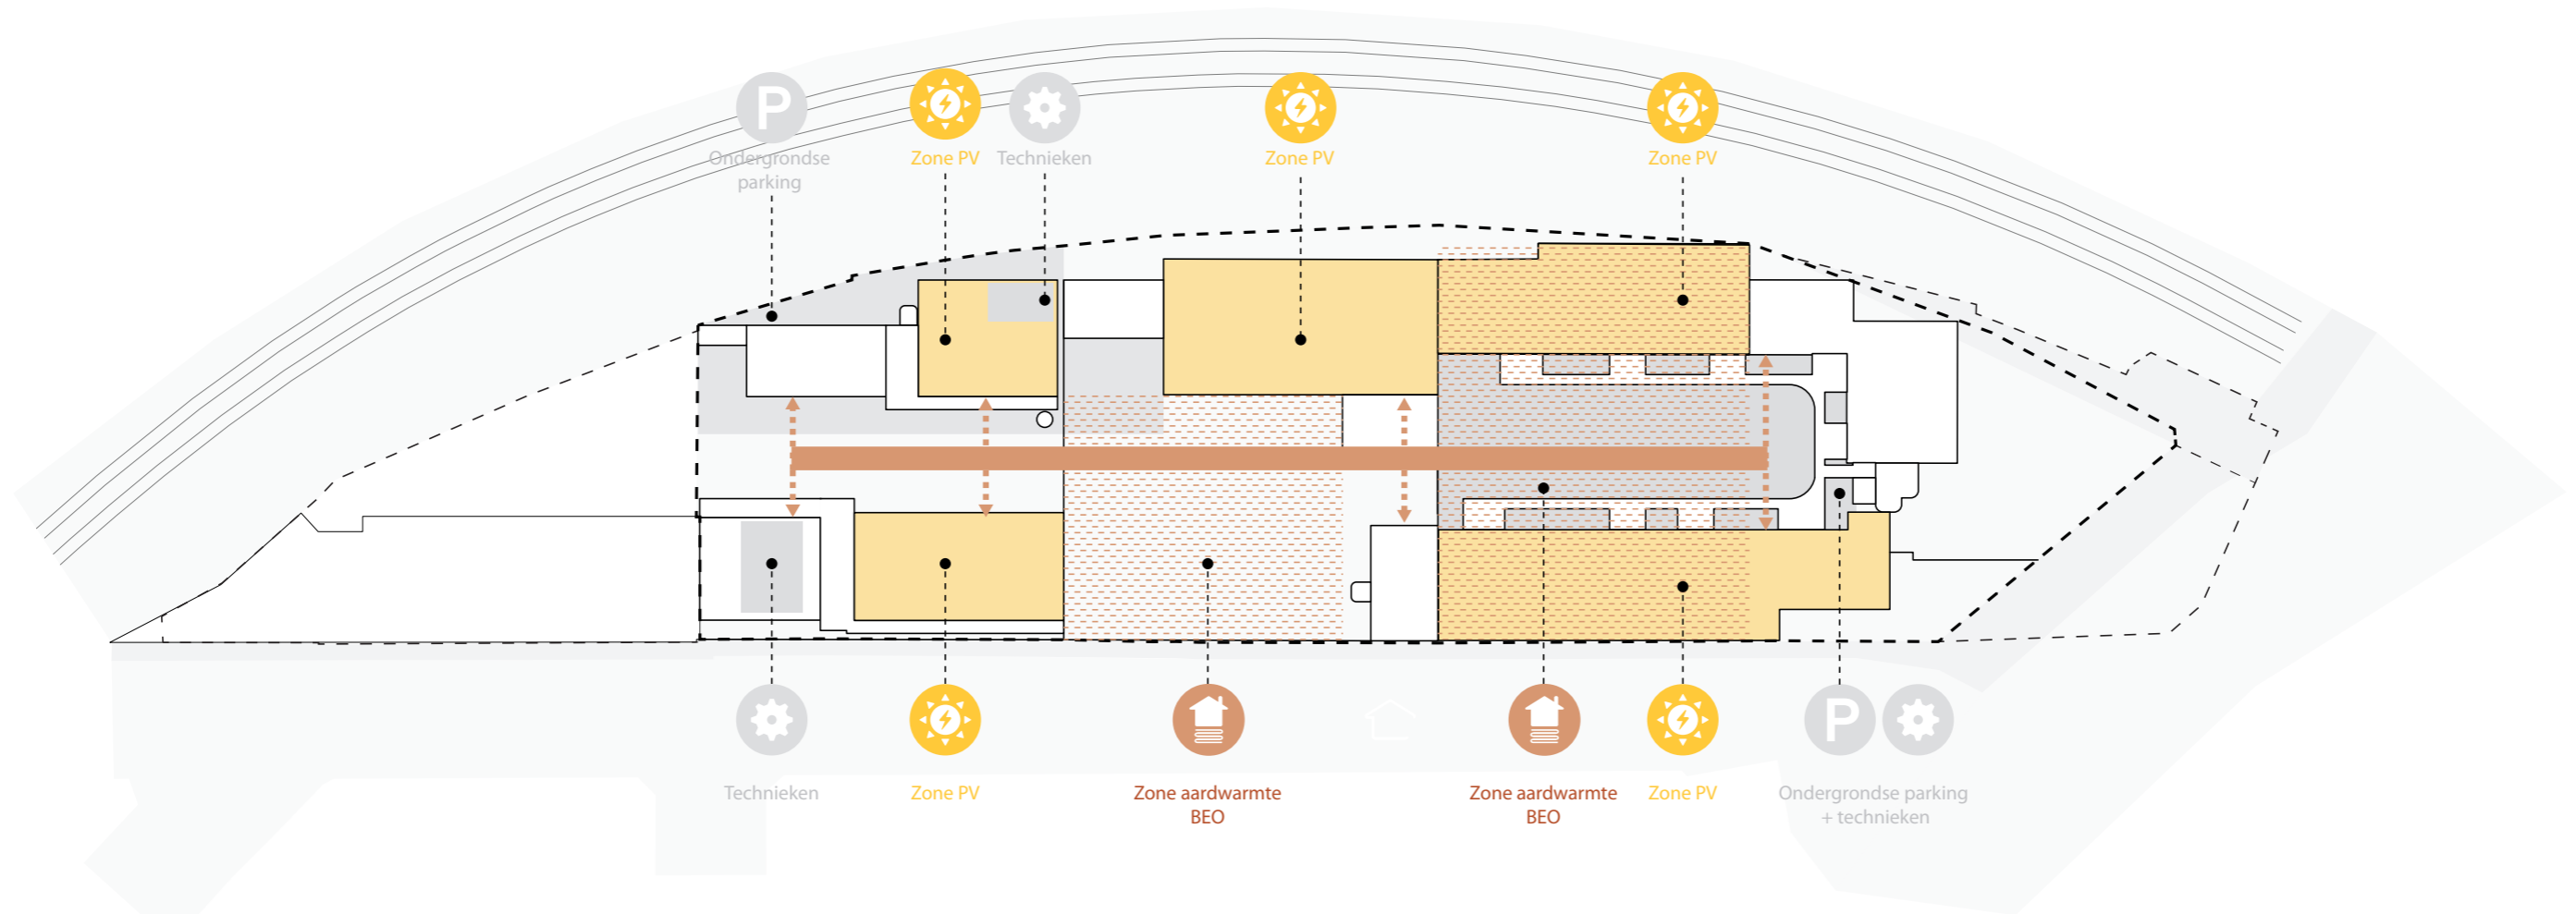 P
Ondergrondse
parking
Zone PV
Technieken
Zone PV
Zone PV
P
Technieken
Zone PV
Zone aardwarmte
BEO
Zone aardwarmte
BEO
Zone PV
Ondergrondse parking
+ technieken